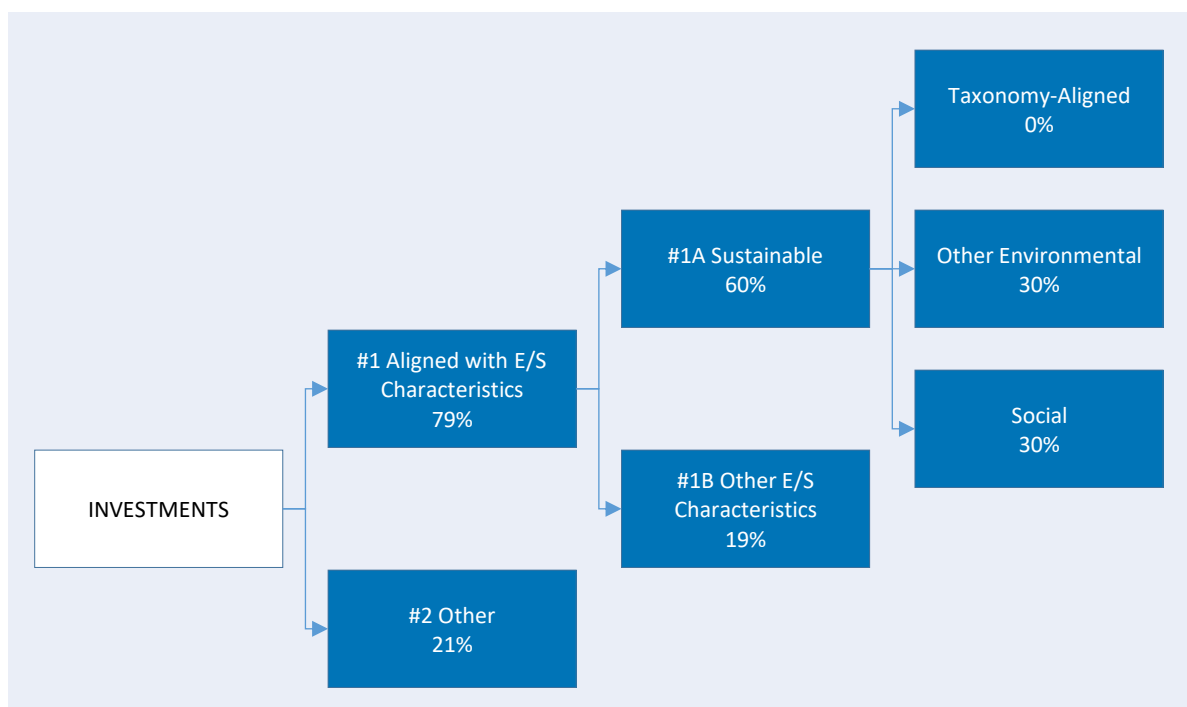 INVESTMENTS
#1 Aligned with E/S
Characteristics
79%
#2 Other
21%
#1A Sustainable
60%
#1B Other E/S
Characteristics
19%
Taxonomy-Aligned
0%
Other Environmental
30%
Social
30%